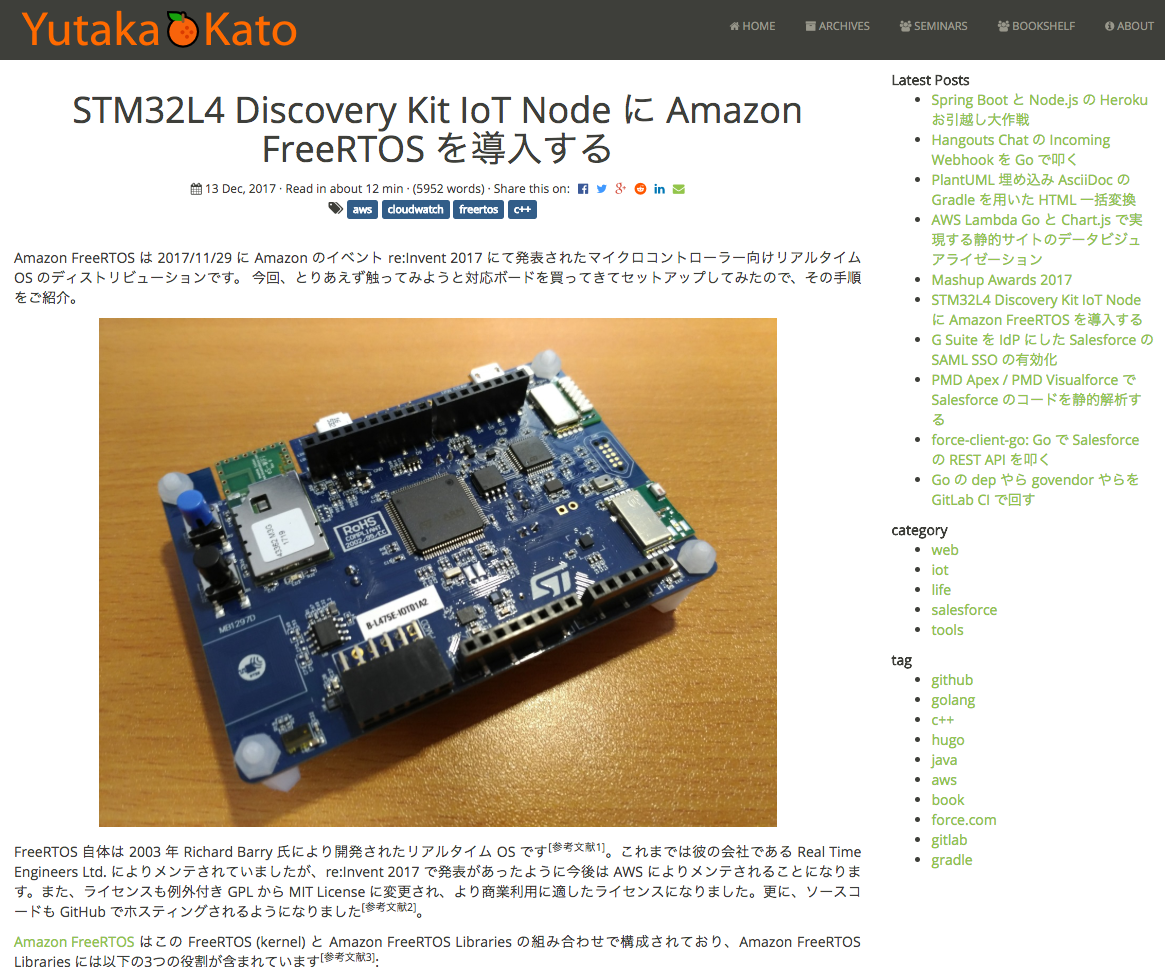 Yutaka Kato
HOME
ARCHIVES
SEMINARS
BOOKSHELF
ABOUT
STM32L4 Discovery Kit IoT Node に Amazon
FreeRTOS を導入する
13 Dec, 2017 · Read in about 12 min · (5952 words) · Share this on:
aws cloudwatch freertos c++
Amazon FreeRTOS は 2017/11/29 に Amazon のイベント re:Invent 2017 にて発表されたマイクロコントローラー向けリアルタイム
OS のディストリビューションです。 今回、とりあえず触ってみようと対応ボードを買ってきてセットアップしてみたので、その手順
をご紹介。
RoHS
COMPLIANT
2002/95/EC
43362 M3G
1719
ST
B-L475E-IOT01A2
MB1297D
FreeRTOS 自体は 2003 年 Richard Barry 氏により開発されたリアルタイム OS です[参考文献1]。これまでは彼の会社である Real Time
Engineers Ltd. によりメンテされていましたが、re:Invent 2017 で発表があったように今後は AWS によりメンテされることになりま
す。また、ライセンスも例外付き GPL から MIT License に変更され、より商業利用に適したライセンスになりました。更に、ソースコ
ードも GitHub でホスティングされるようになりました[参考文献2]。
Amazon FreeRTOS はこの FreeRTOS (kernel) と Amazon FreeRTOS Libraries の組み合わせで構成されており、Amazon FreeRTOS
Libraries には以下の3つの役割が含まれています[参考文献3]:
Latest Posts
Spring Boot と Node.js の Heroku
お引越し大作戦
Hangouts Chat の Incoming
Webhook を Go で叩く
PlantUML 埋め込み AsciiDoc の
Gradle を用いた HTML 一括変換
AWS Lambda Go と Chart.js で実
現する静的サイトのデータビジュ
アライゼーション
Mashup Awards 2017
STM32L4 Discovery Kit IoT Node
に Amazon FreeRTOS を導入する
G Suite を IdP にした Salesforce の
SAML SSO の有効化
PMD Apex / PMD Visualforce で
Salesforce のコードを静的解析す
る
force-client-go: Go で Salesforce
の REST API を叩く
Go の dep やら govendor やらを
GitLab CI で回す
category
web
iot
life
salesforce
tools
tag
github
golang
c++
hugo
java
aws
book
force.com
gitlab
gradle